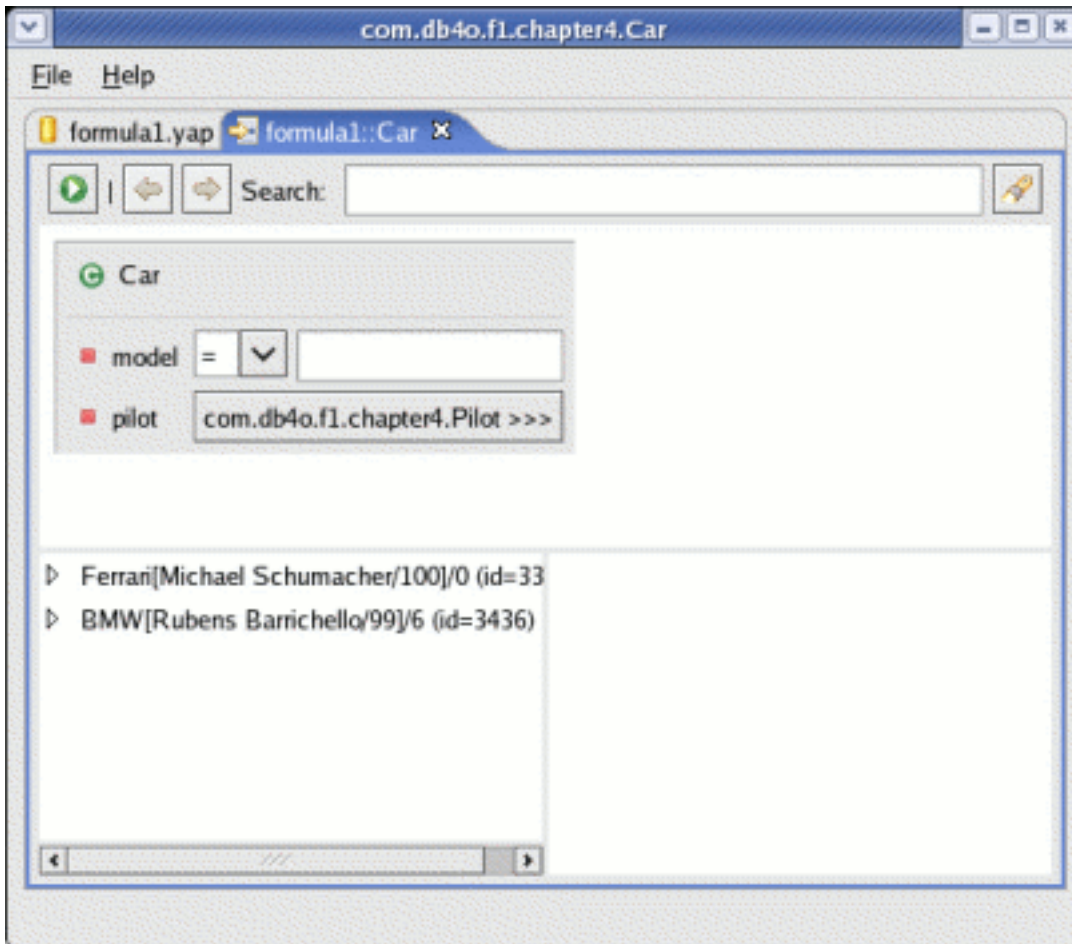 com.db4o.f1.chapter4.Car
File Help
formula1.yap formula1::Car
Search:
Car
model =
pilot com.db4o.f1.chapter4.Pilot >>>
Ferrari[Michael Schumacher/100]/0 (id=33
BMW[Rubens Barrichello/99]/6 (id=3436)